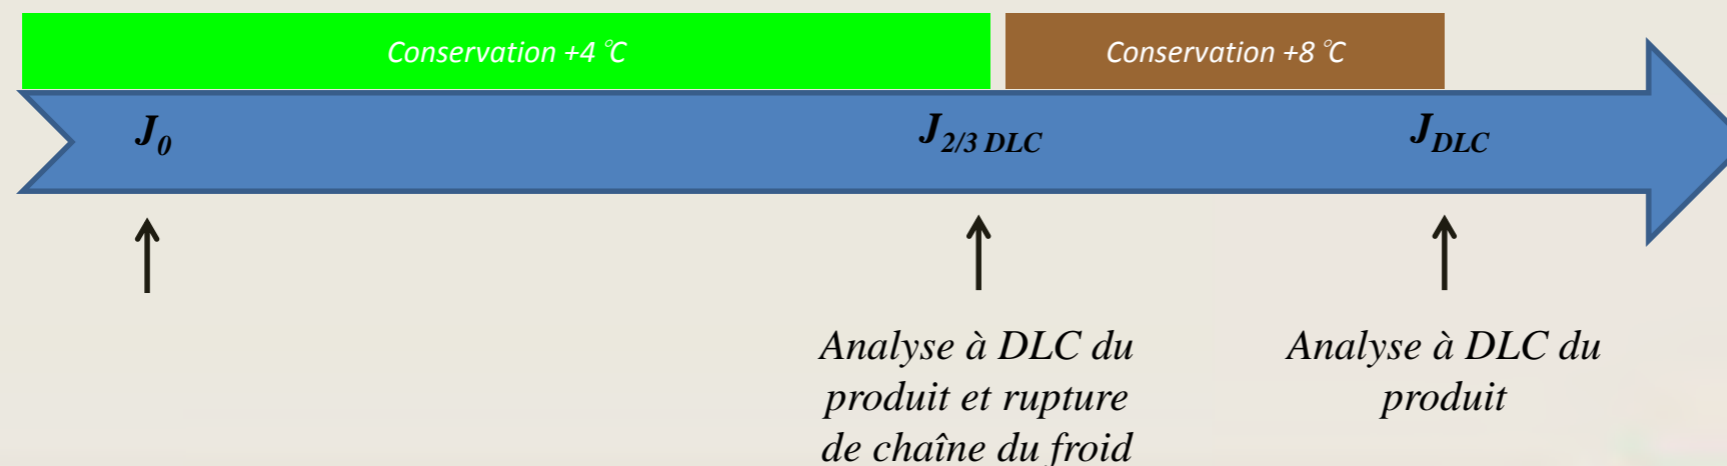 Conservation +4 °C
Conservation +8 °C
J0
J2/3 DLC
JDLC
Analyse à DLC du
produit et rupture
de chaîne du froid
Analyse à DLC du
produit